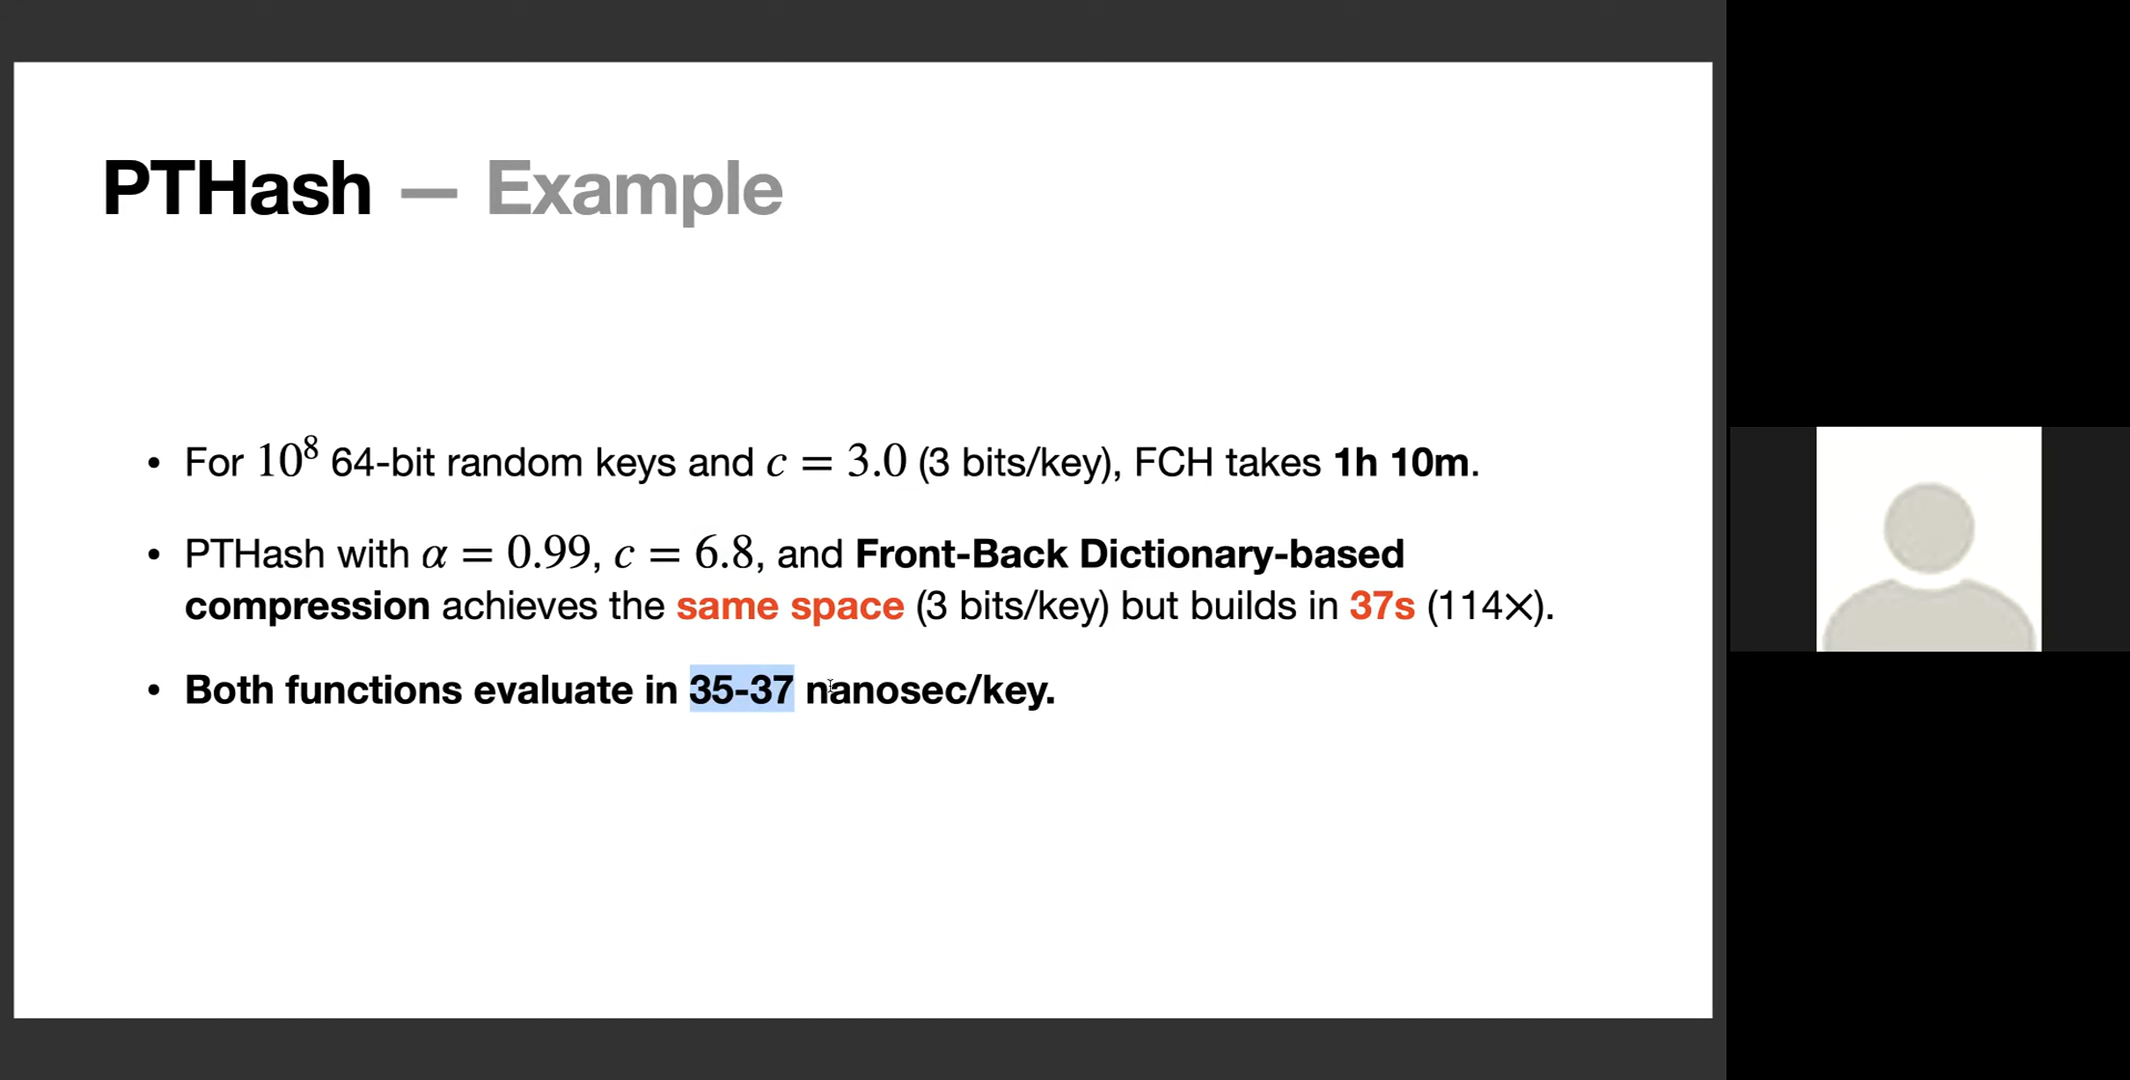 PTHash — Example
• For 10⁸ 64-bit random keys and c = 3.0 (3 bits/key), FCH takes 1h 10m.
• PTHash with α = 0.99, c = 6.8, and Front-Back Dictionary-based
compression achieves the same space (3 bits/key) but builds in 37s (114×).
• Both functions evaluate in 35-37 nanosec/key.